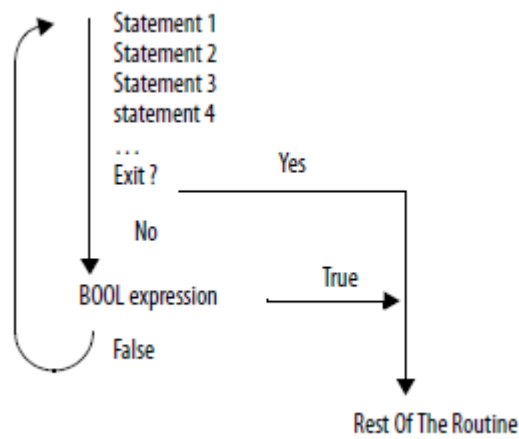 Statement 1
Statement 2
Statement 3
statement 4
...
Exit ?
Yes
No
True
BOOL expression
False
Rest Of The Routine